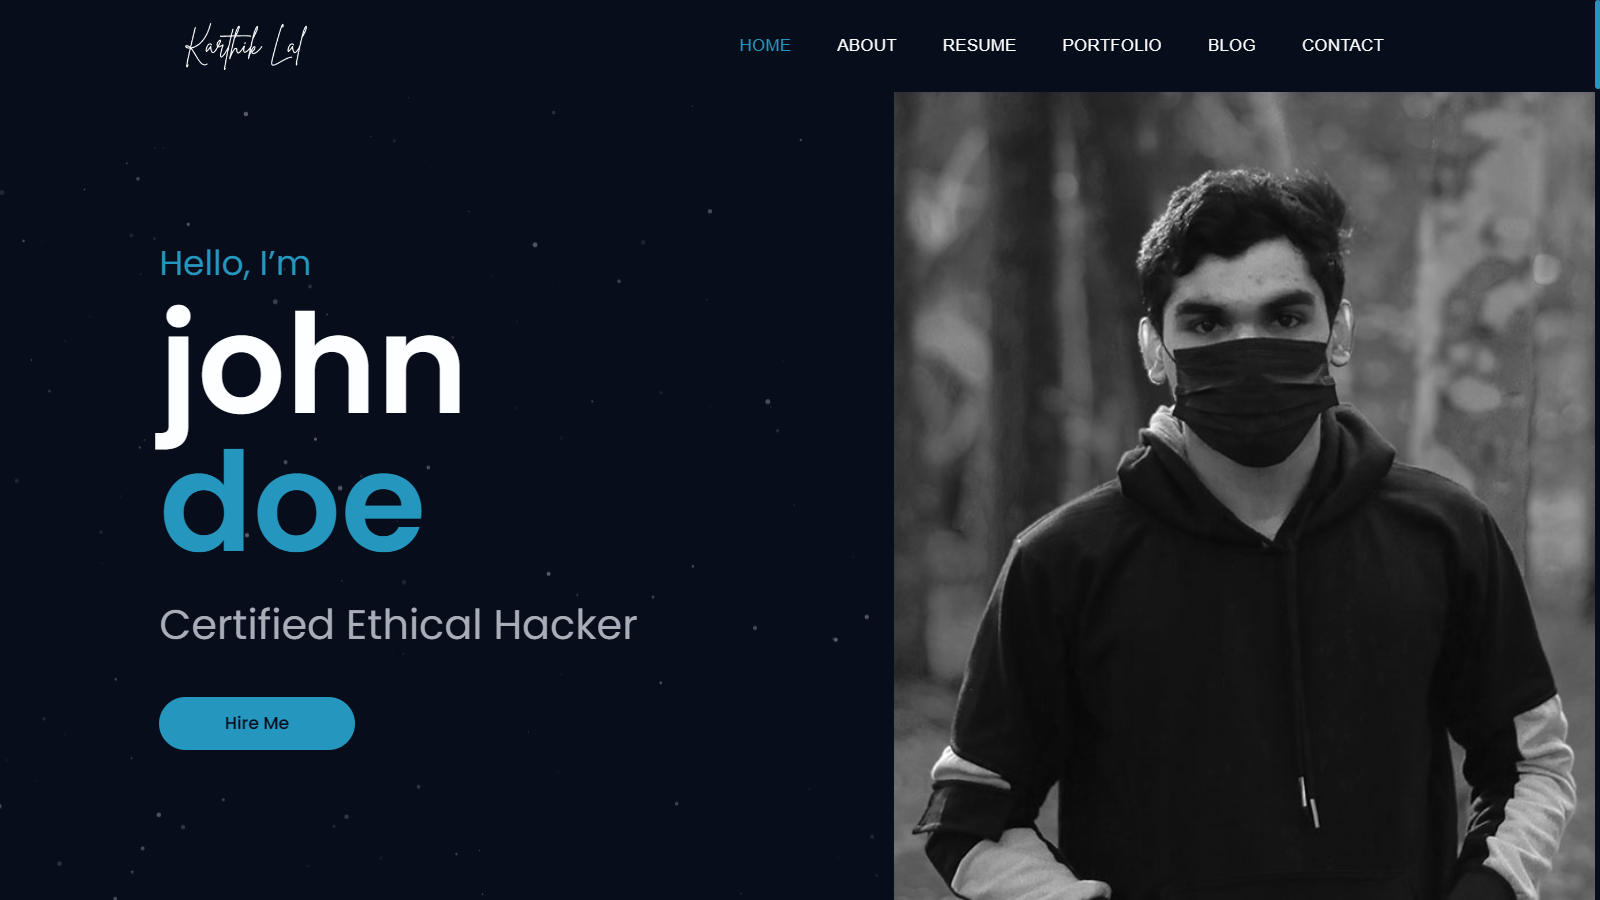 Karthik Lal
HOME ABOUT RESUME PORTFOLIO BLOG CONTACT
Hello, I’m
john
doe
Certified Ethical Hacker
Hire Me